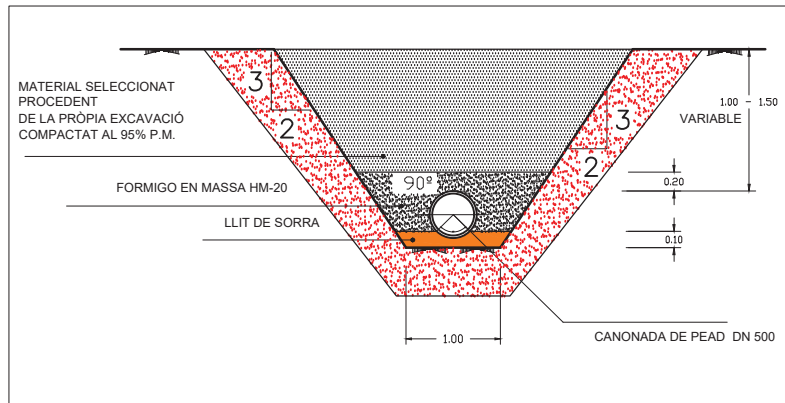 MATERIAL SELECCIONAT
PROCEDENT
DE LA PRÒPIA EXCAVACIÓ
COMPACTAT AL 95% P.M.
3
2
3
2
1.00 - 1.50
VARIABLE
90º
0.20
FORMIGO EN MASSA HM-20
LLIT DE SORRA
0.10
1.00
CANONADA DE PEAD DN 500